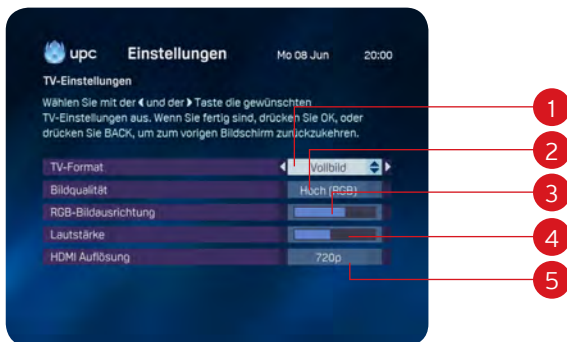 upc Einstellungen Mo 08 Jun 20:00
TV-Einstellungen
Wählen Sie mit der ❮ und der ❯ Taste die gewünschten
TV-Einstellungen aus. Wenn Sie fertig sind, drücken Sie OK, oder
drücken Sie BACK, um zum vorigen Bildschirm zurückzukehren.
1
TV-Format Vollbild
2
Bildqualität Hoch (RGB)
3
RGB-Bildausrichtung
Lautstärke
4
HDMI Auflösung 720p
5